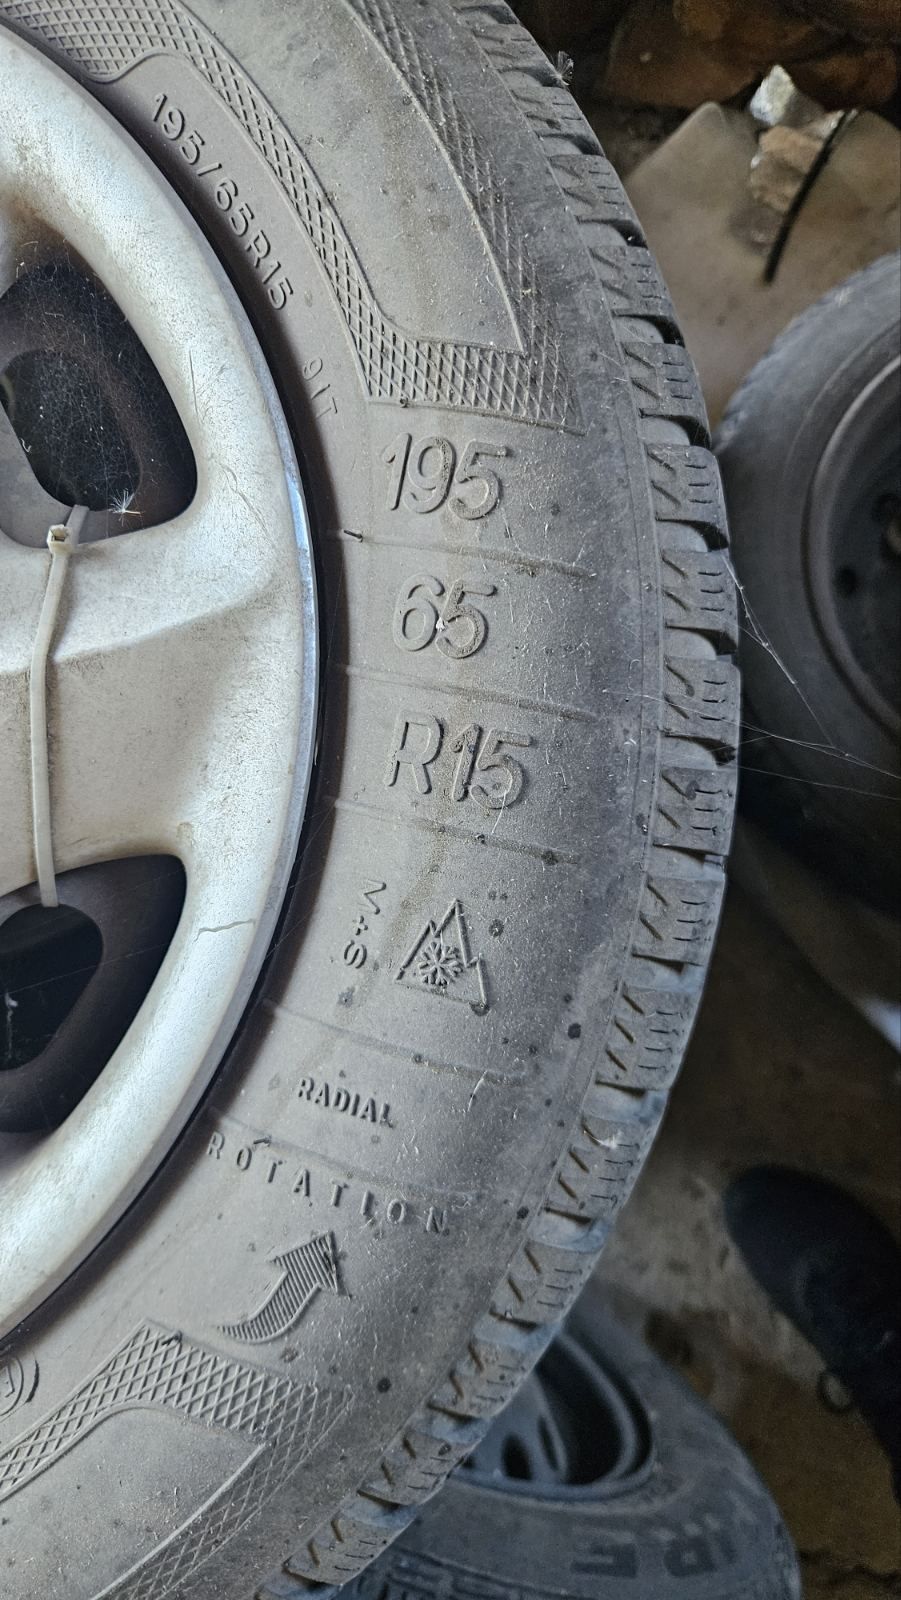 195/65R15 91T
195
65
R15
M+S
RADIAL
ROTATION